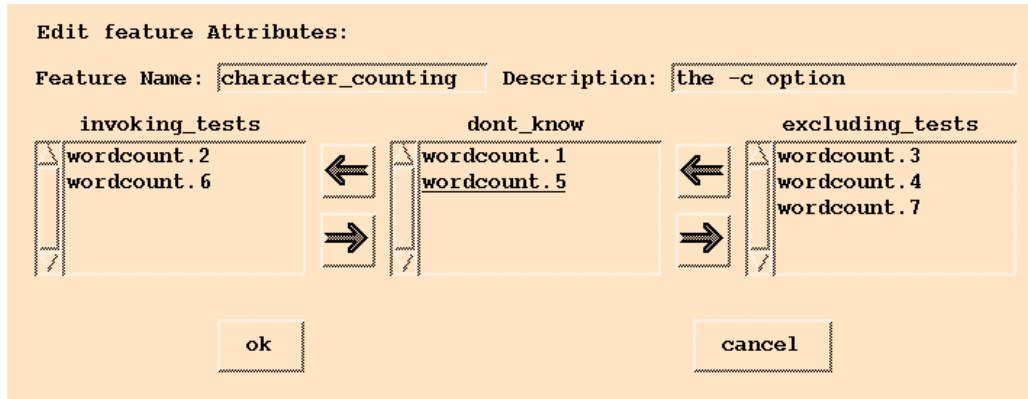 Edit feature Attributes:
Feature Name: character_counting Description: the -c option
invoking_tests dont_know excluding_tests
wordcount.2 wordcount.1 wordcount.3
wordcount.6 wordcount.5 wordcount.4
wordcount.7
ok cancel